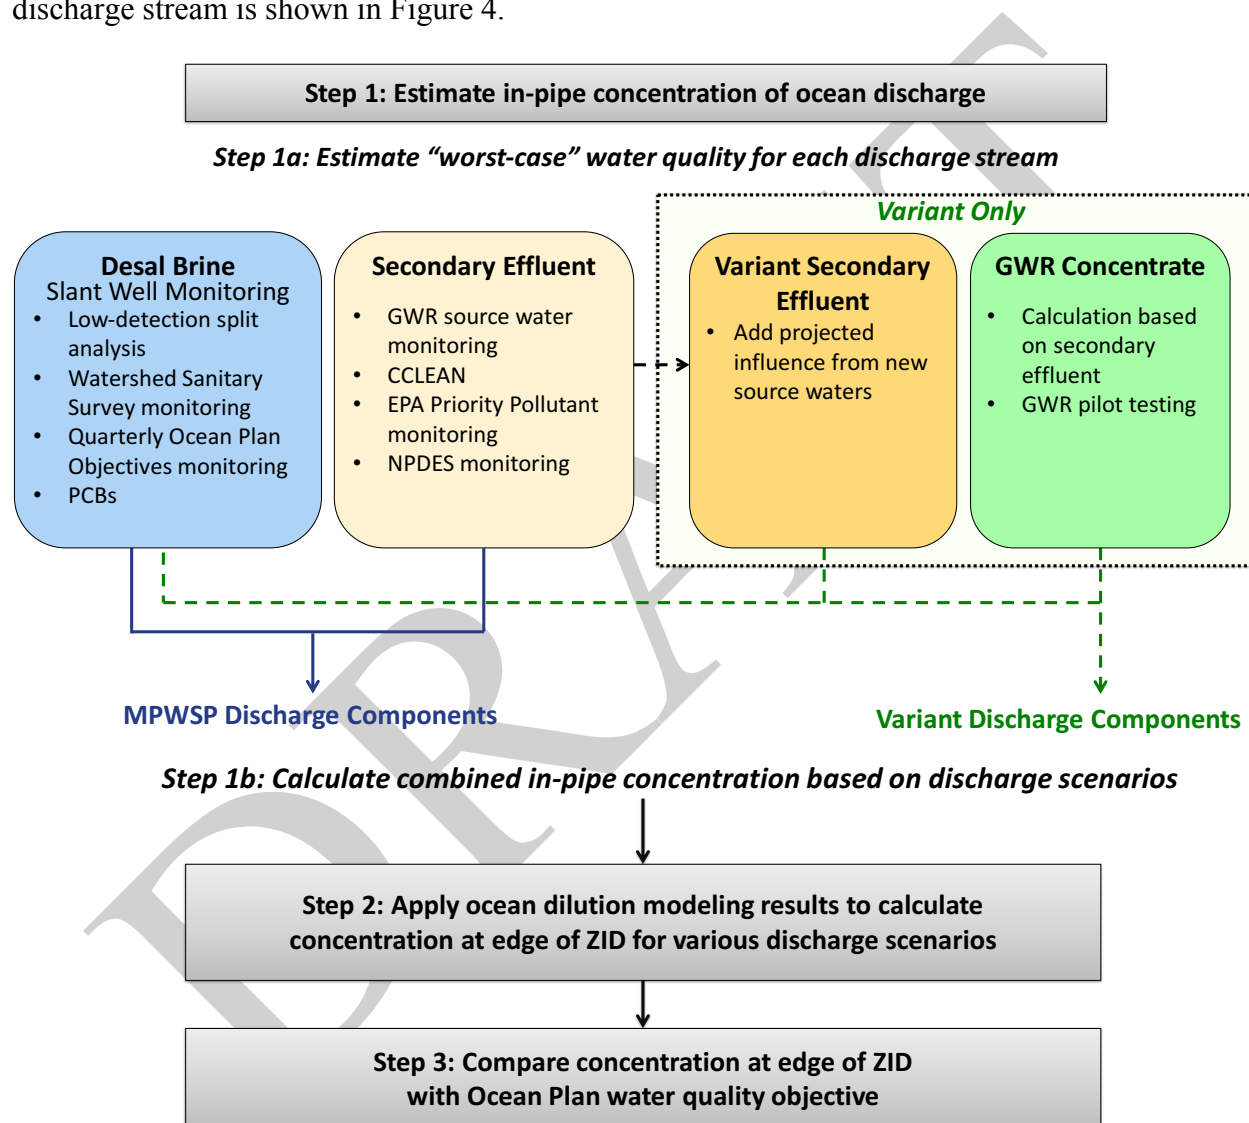 discharge stream is shown in Figure 4.
Step 1: Estimate in-pipe concentration of ocean discharge
Step 1a: Estimate “worst-case” water quality for each discharge stream
Variant Only
Desal Brine
Slant Well Monitoring
• Low-detection split
analysis
• Watershed Sanitary
Survey monitoring
• Quarterly Ocean Plan
Objectives monitoring
• PCBs
Secondary Effluent
• GWR source water
monitoring
• CCLEAN
• EPA Priority Pollutant
monitoring
• NPDES monitoring
Variant Secondary
Effluent
• Add projected
influence from new
source waters
GWR Concentrate
• Calculation based
on secondary
effluent
• GWR pilot testing
MPWSP Discharge Components
Variant Discharge Components
Step 1b: Calculate combined in-pipe concentration based on discharge scenarios
Step 2: Apply ocean dilution modeling results to calculate
concentration at edge of ZID for various discharge scenarios
Step 3: Compare concentration at edge of ZID
with Ocean Plan water quality objective
DRAFT